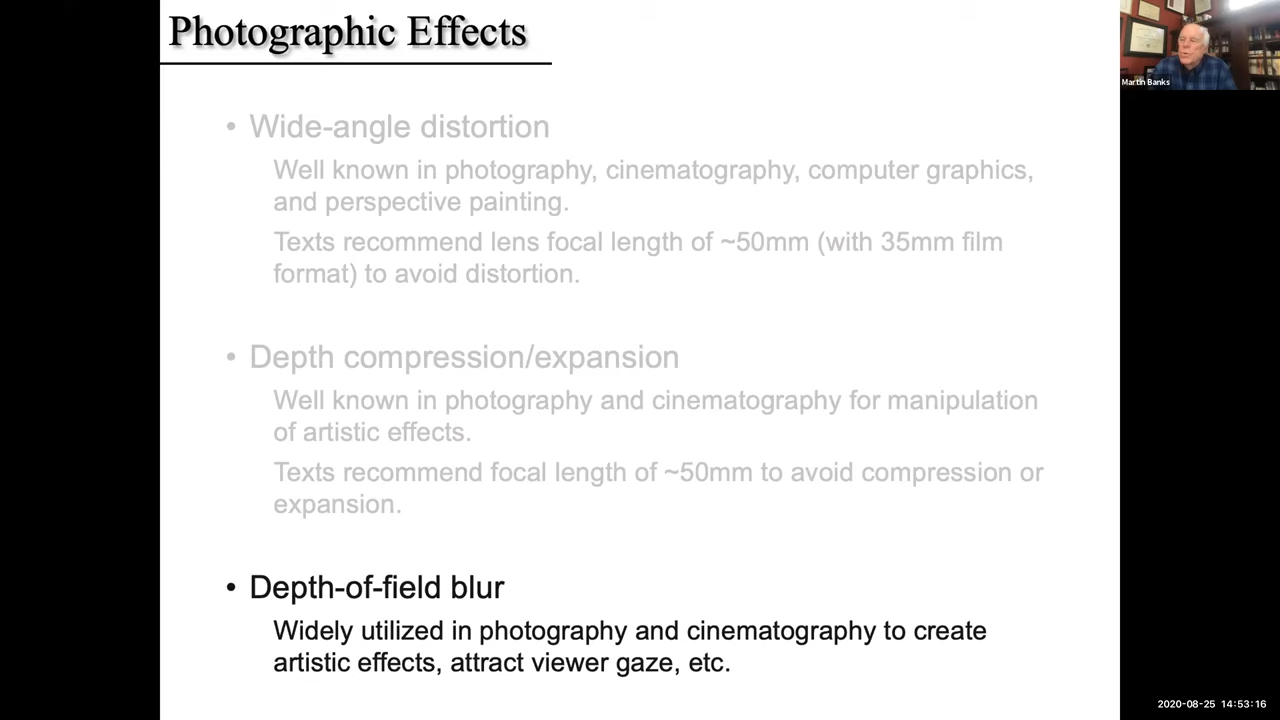 Photographic Effects
Martin Banks
• Wide-angle distortion
Well known in photography, cinematography, computer graphics,
and perspective painting.
Texts recommend lens focal length of ~50mm (with 35mm film
format) to avoid distortion.
• Depth compression/expansion
Well known in photography and cinematography for manipulation
of artistic effects.
Texts recommend focal length of ~50mm to avoid compression or
expansion.
• Depth-of-field blur
Widely utilized in photography and cinematography to create
artistic effects, attract viewer gaze, etc.
2020-08-25 14:53:16